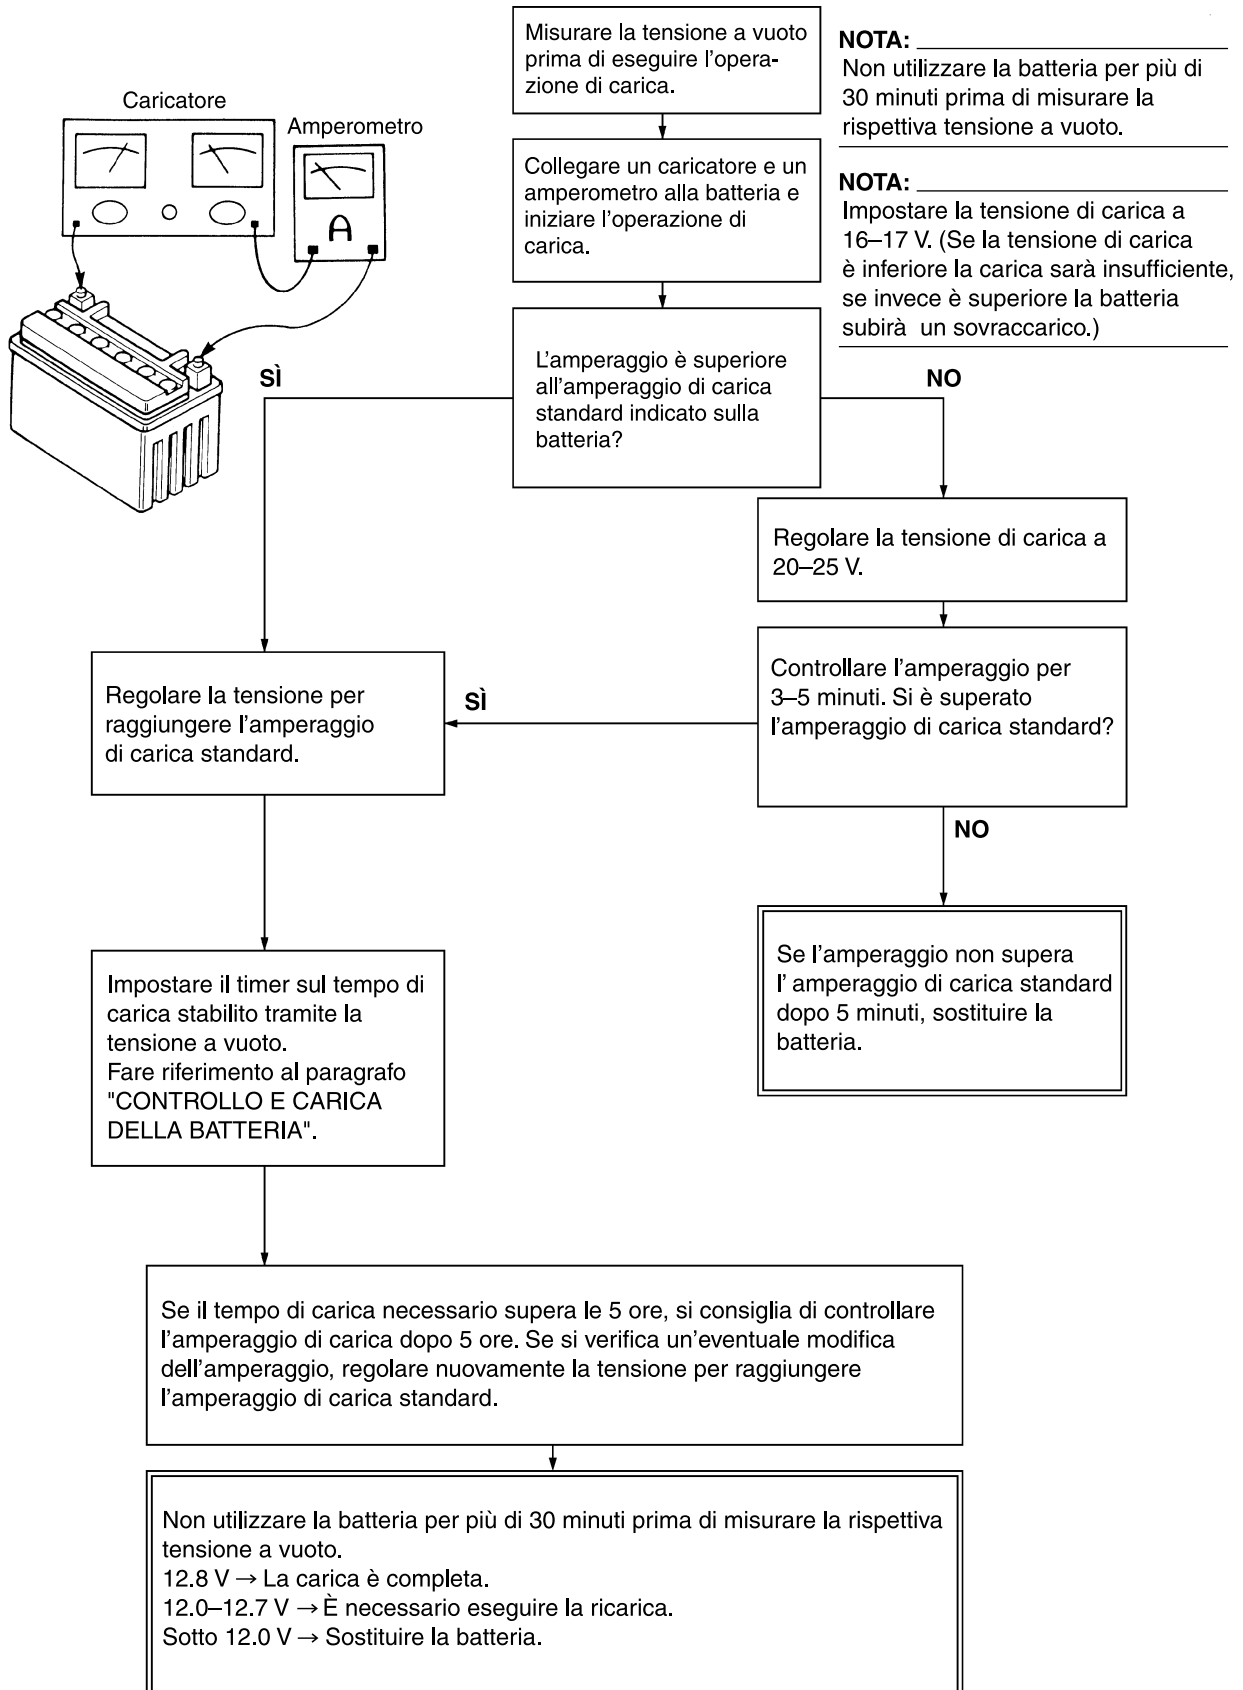 Caricatore
Amperometro
Misurare la tensione a vuoto
prima di eseguire l’opera-
zione di carica.
NOTA:
Non utilizzare la batteria per più di
30 minuti prima di misurare la
rispettiva tensione a vuoto.
Collegare un caricatore e un
amperometro alla batteria e
iniziare l’operazione di
carica.
NOTA:
Impostare la tensione di carica a
16–17 V. (Se la tensione di carica
è inferiore la carica sarà insufficiente,
se invece è superiore la batteria
subirà un sovraccarico.)
A
L’amperaggio è superiore
all’amperaggio di carica
standard indicato sulla
batteria?
SÌ
NO
Regolare la tensione di carica a
20–25 V.
Controllare l’amperaggio per
3–5 minuti. Si è superato
l’amperaggio di carica standard?
SÌ
Regolare la tensione per
raggiungere l’amperaggio
di carica standard.
NO
Se l’amperaggio non supera
l’ amperaggio di carica standard
dopo 5 minuti, sostituire la
batteria.
Impostare il timer sul tempo di
carica stabilito tramite la
tensione a vuoto.
Fare riferimento al paragrafo
"CONTROLLO E CARICA
DELLA BATTERIA".
Se il tempo di carica necessario supera le 5 ore, si consiglia di controllare
l’amperaggio di carica dopo 5 ore. Se si verifica un’eventuale modifica
dell’amperaggio, regolare nuovamente la tensione per raggiungere
l’amperaggio di carica standard.
Non utilizzare la batteria per più di 30 minuti prima di misurare la rispettiva
tensione a vuoto.
12.8 V → La carica è completa.
12.0–12.7 V → È necessario eseguire la ricarica.
Sotto 12.0 V → Sostituire la batteria.